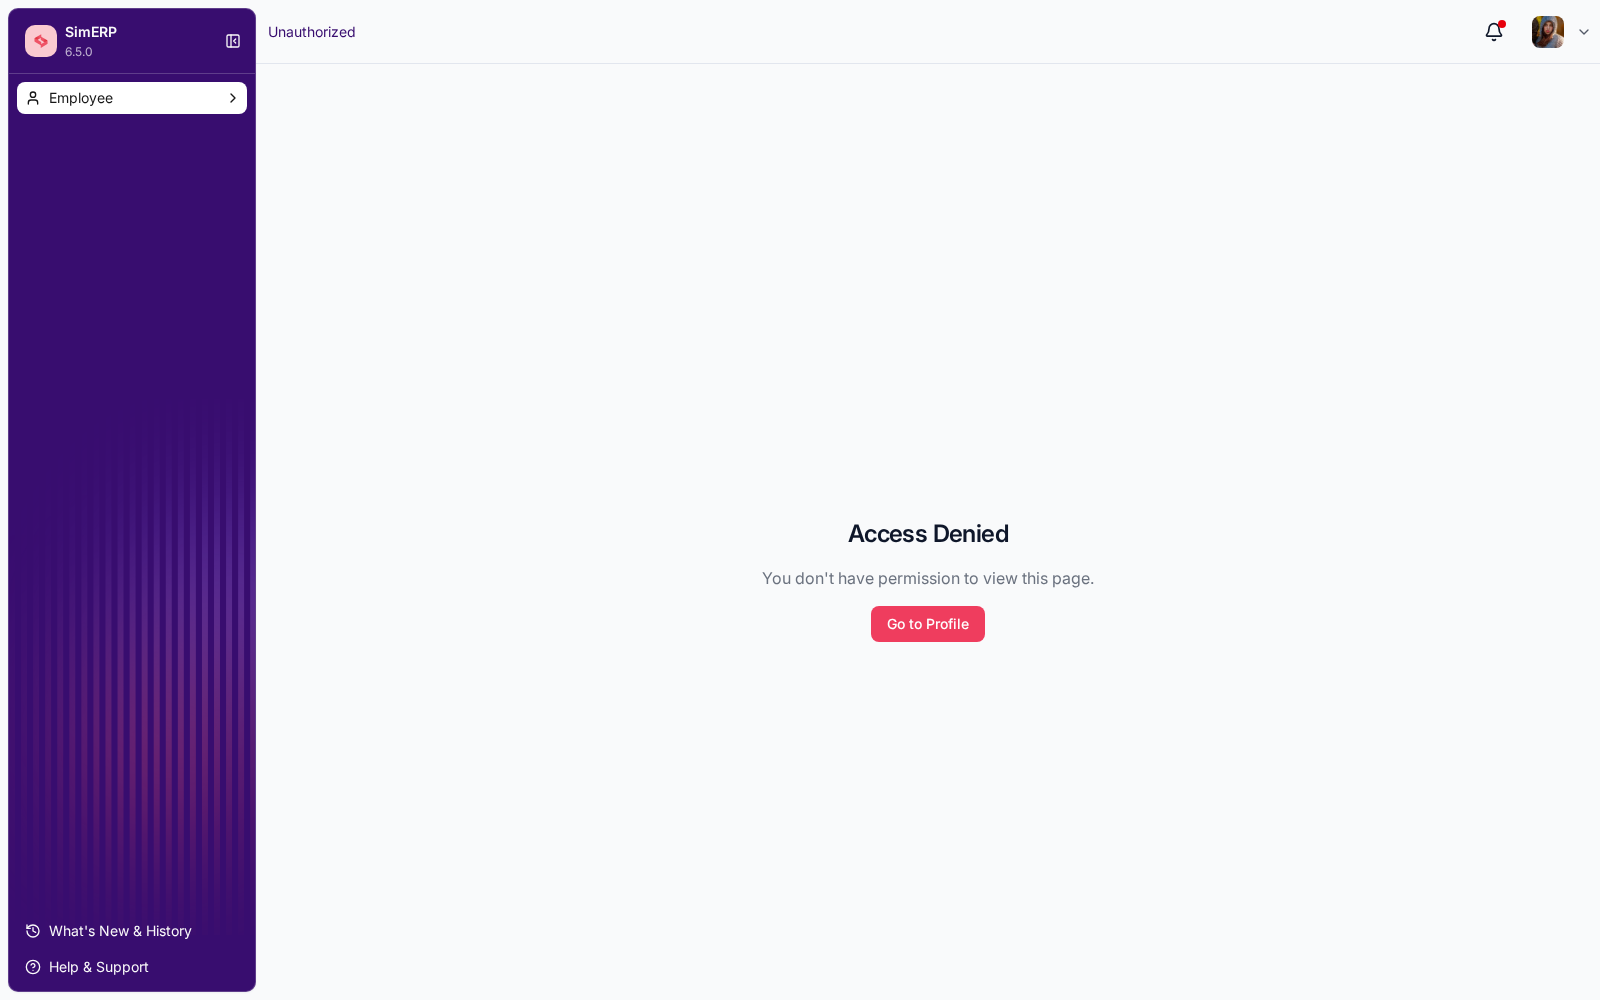 SimERP
6.5.0
Employee
What's New & History
Help & Support
Unauthorized
Access Denied
You don't have permission to view this page.
Go to Profile